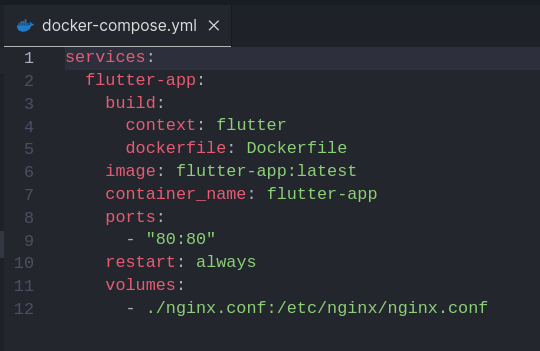 docker-compose.yml
1 services:
2   flutter-app:
3     build:
4       context: flutter
5       dockerfile: Dockerfile
6     image: flutter-app:latest
7     container_name: flutter-app
8     ports:
9       - "80:80"
10     restart: always
11     volumes:
12       - ./nginx.conf:/etc/nginx/nginx.conf